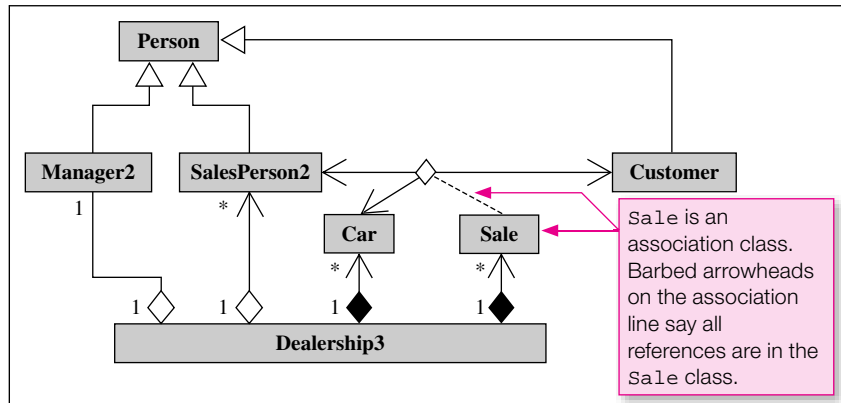 Person
Manager2
SalesPerson2
Customer
1
*
Car
Sale
*
*
1
1
1
1
Dealership3
Sale is an
association class.
Barbed arrowheads
on the association
line say all
references are in the
Sale class.